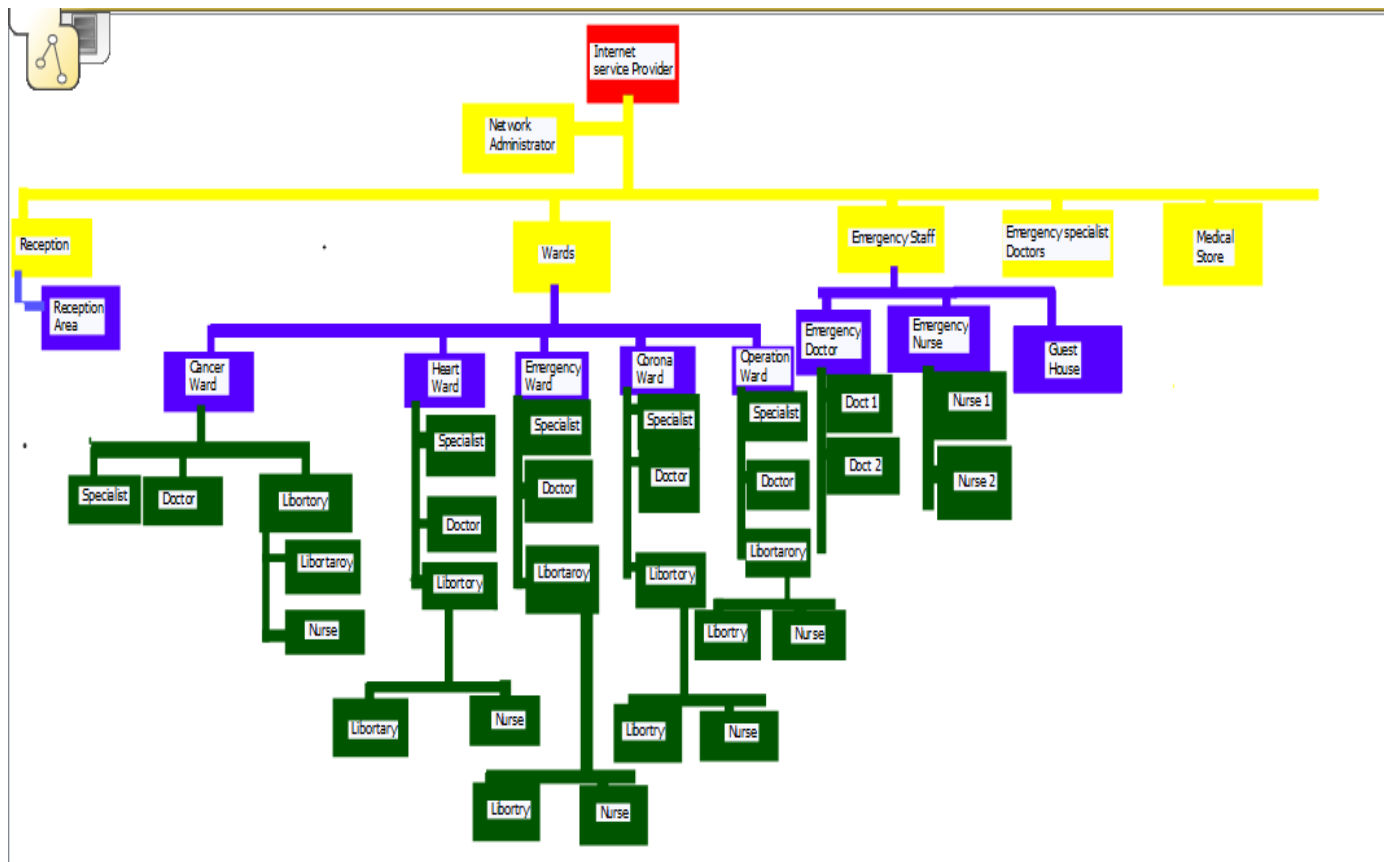 Internet
service Provider
Network
Administrator
Reception
Wards
Emergency Staff
Emergency specialist
Doctors
Medical
Store
Reception
Area
Cancer
Ward
Heart
Ward
Emergency
Ward
Corona
Ward
Operation
Ward
Emergency
Doctor
Emergency
Nurse
Guest
House
Specialist
Doctor
Libortory
Libortaroy
Nurse
Specialist
Doctor
Libortory
Libortary
Nurse
Specialist
Doctor
Libortaroy
Libortry
Nurse
Specialist
Doctor
Libortory
Libortry
Nurse
Specialist
Doctor
Libortarory
Libortry
Nurse
Doct 1
Doct 2
Nurse 1
Nurse 2